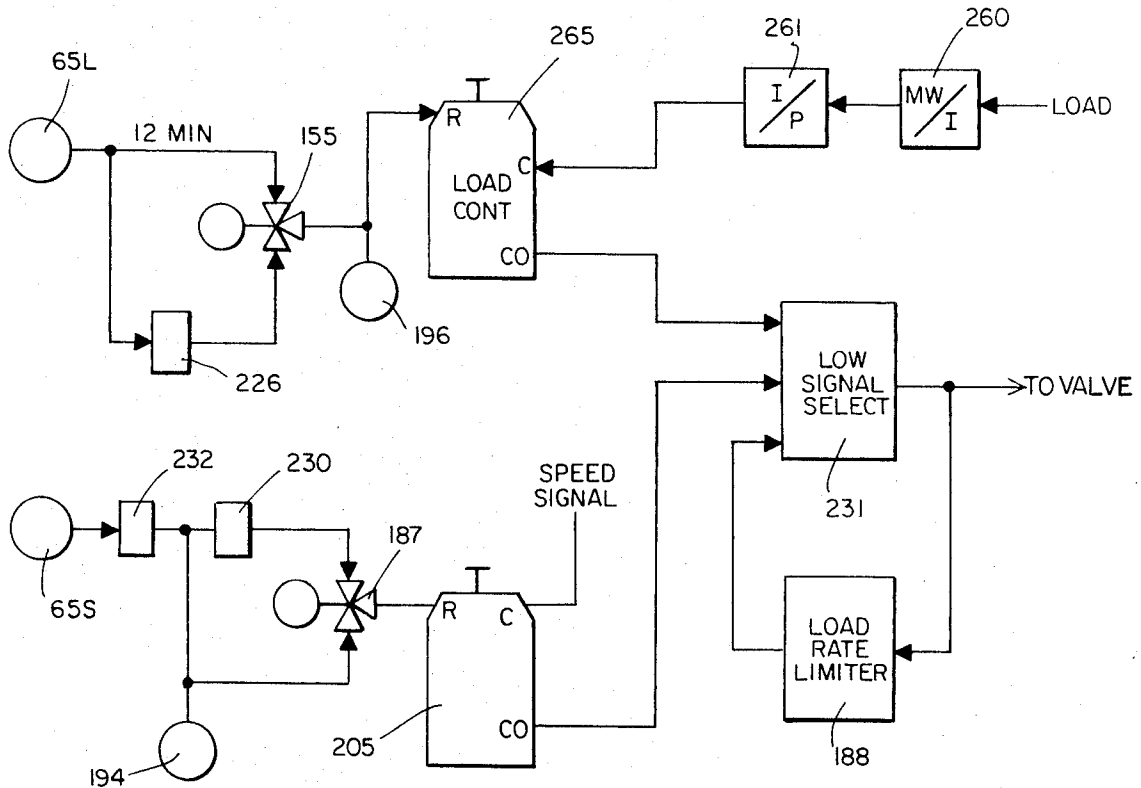 65L
12 MIN
155
265
261
260
R
I
P
MW
I
LOAD
C
LOAD
CONT
CO
196
226
LOW
SIGNAL
SELECT
TO VALVE
231
65S
232
230
187
SPEED
SIGNAL
R
C
CO
194
205
LOAD
RATE
LIMITER
188